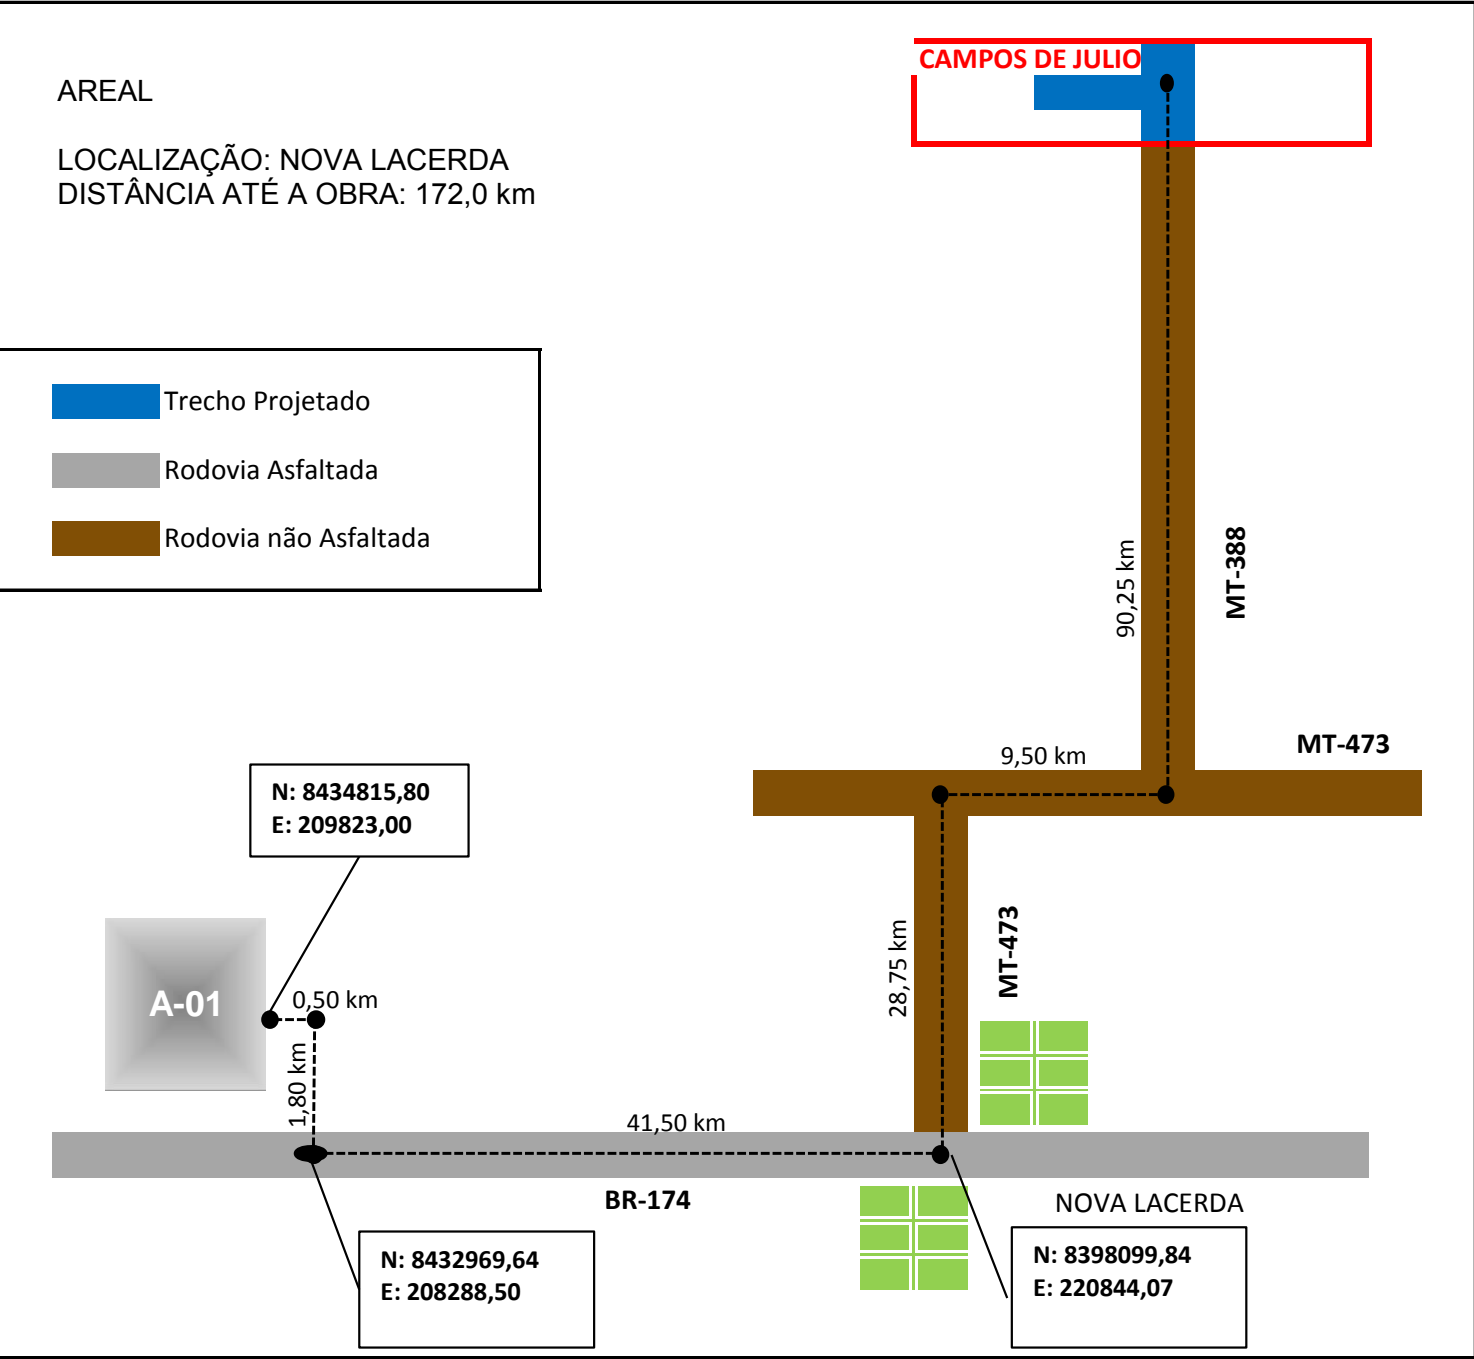 CAMPOS DE JULIO
AREAL
LOCALIZAÇÃO: NOVA LACERDA
DISTÂNCIA ATÉ A OBRA: 172,0 km
Trecho Projetado
Rodovia Asfaltada
Rodovia não Asfaltada
90,25 km
MT-388
MT-473
9,50 km
N: 8434815,80
E: 209823,00
A-01
0,50 km
1,80 km
28,75 km
MT-473
41,50 km
BR-174
NOVA LACERDA
N: 8432969,64
E: 208288,50
N: 8398099,84
E: 220844,07